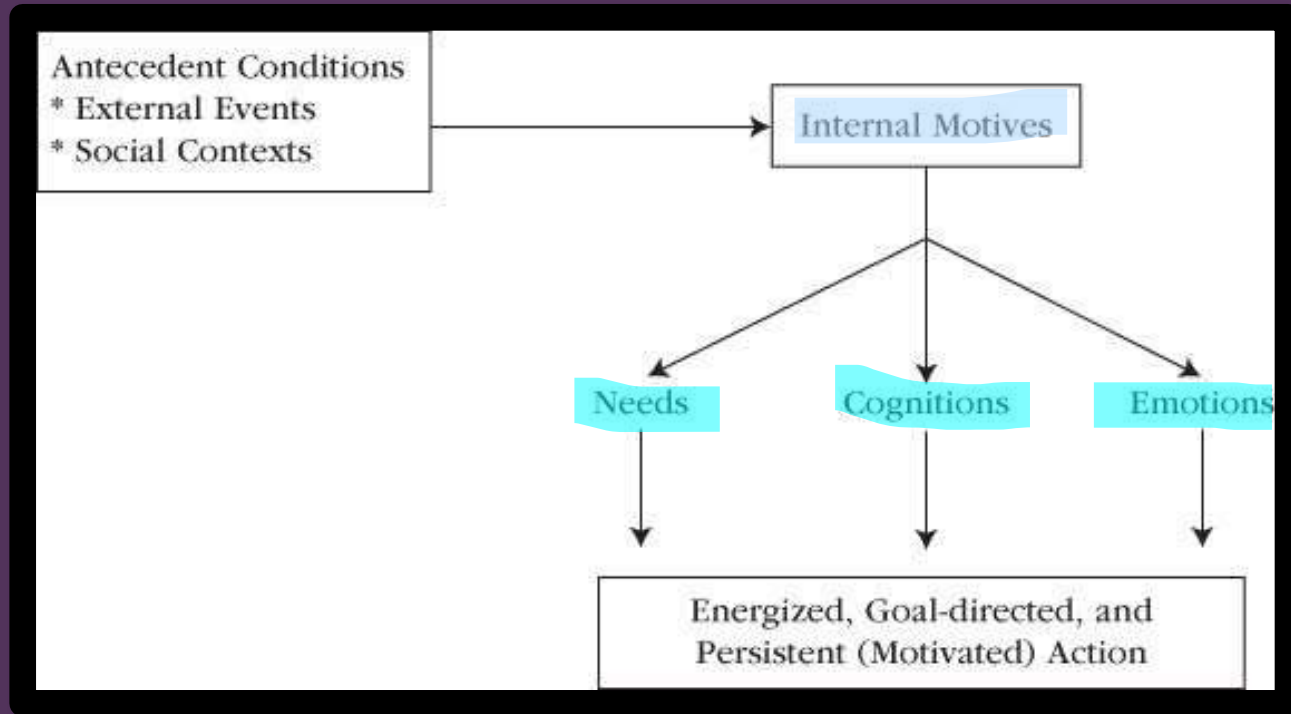 Antecedent Conditions
* External Events
* Social Contexts
Internal Motives
Needs
Cognitions
Emotions
Energized, Goal-directed, and
Persistent (Motivated) Action